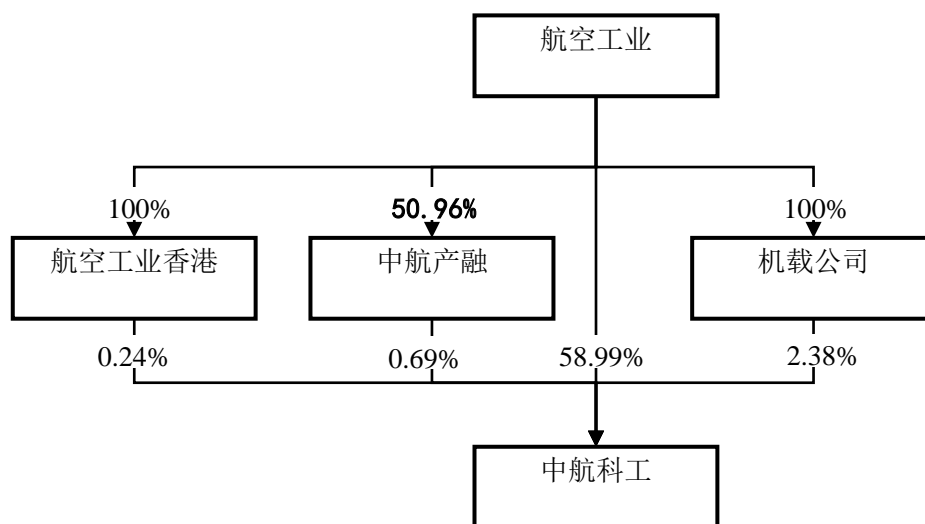 航空工业
100%
50.96%
100%
航空工业香港
中航产融
机载公司
0.24%
0.69%
58.99%
2.38%
中航科工